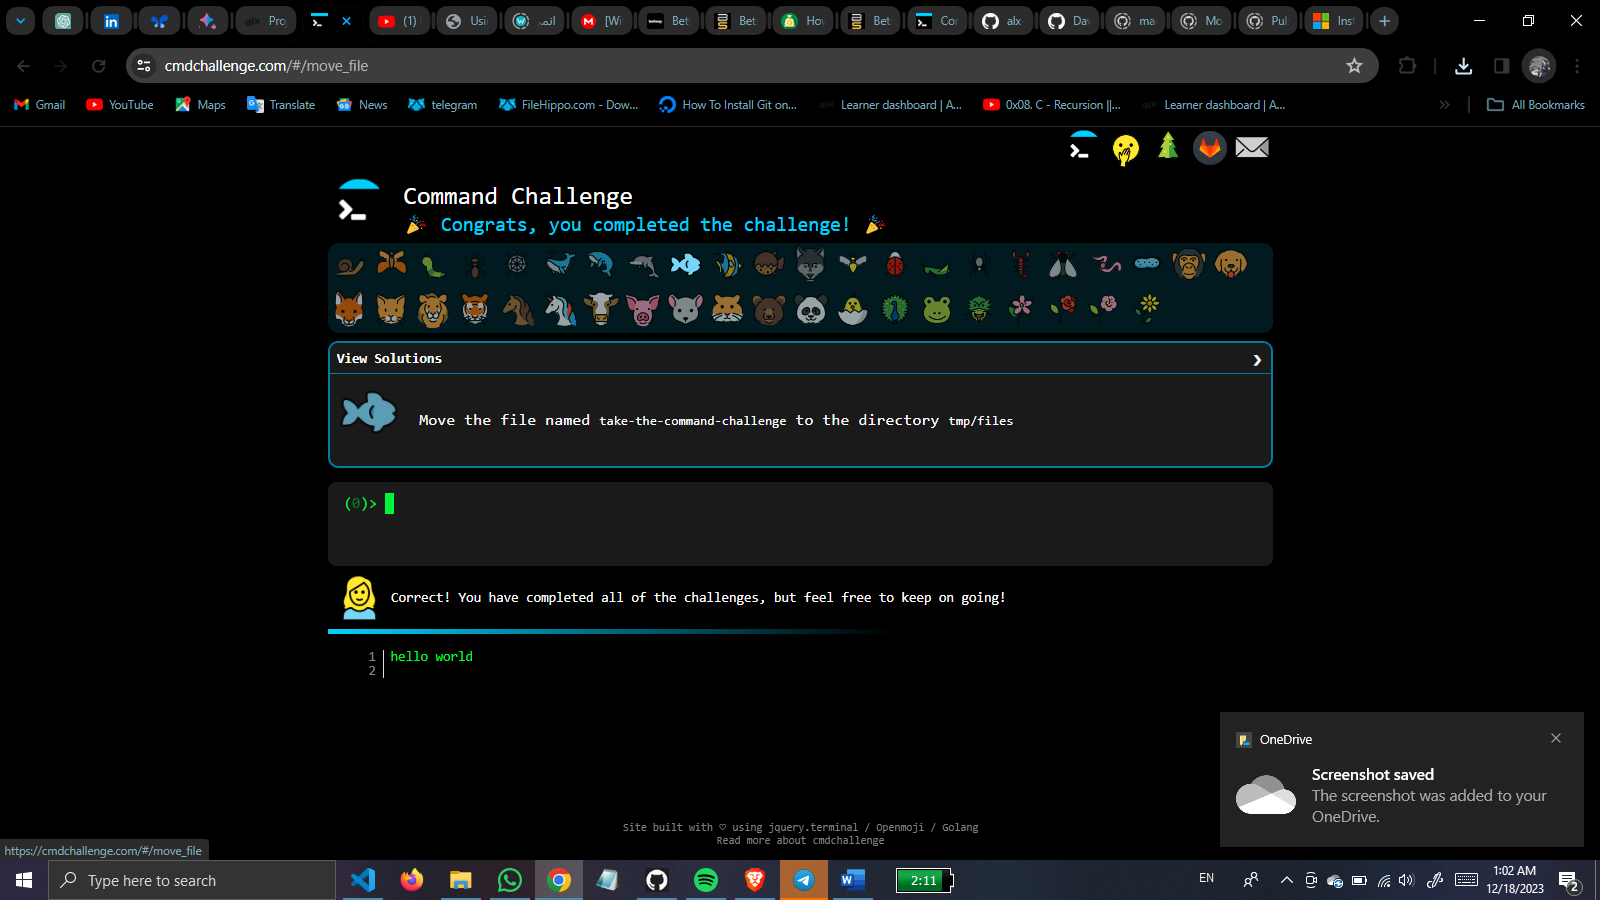 Pro
(1)
Usin
انص
[Wi
Bet
Bet
Hov
Bet
Cor
alx-
Dav
ma
Mo
Pul
Inst
cmdchallenge.com/#/move_file
Gmail
YouTube
Maps
Translate
News
telegram
FileHippo.com - Dow...
How To Install Git on...
Learner dashboard | A...
0x08. C - Recursion ||...
Learner dashboard | A...
All Bookmarks
Command Challenge
Congrats, you completed the challenge!
View Solutions
Move the file named take-the-command-challenge to the directory tmp/files
(0)>
Correct! You have completed all of the challenges, but feel free to keep on going!
1 hello world
2
OneDrive
Screenshot saved
The screenshot was added to your
OneDrive.
Site built with ♡ using jquery.terminal / Openmoji / Golang
Read more about cmdchallenge
https://cmdchallenge.com/#/move_file
Type here to search
2:11
EN
1:02 AM
12/18/2023
2